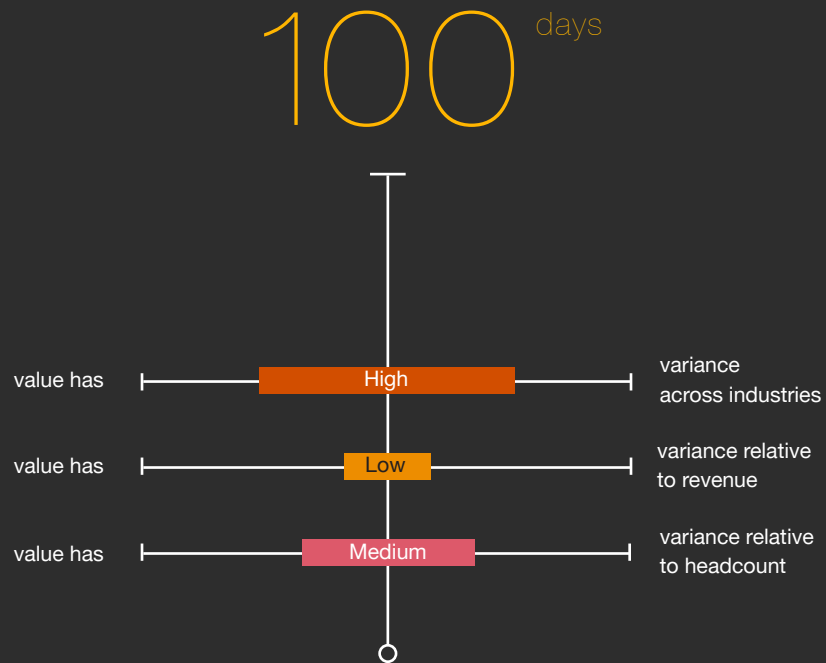 100 days
value has High variance
across industries
value has Low variance relative
to revenue
value has Medium variance relative
to headcount